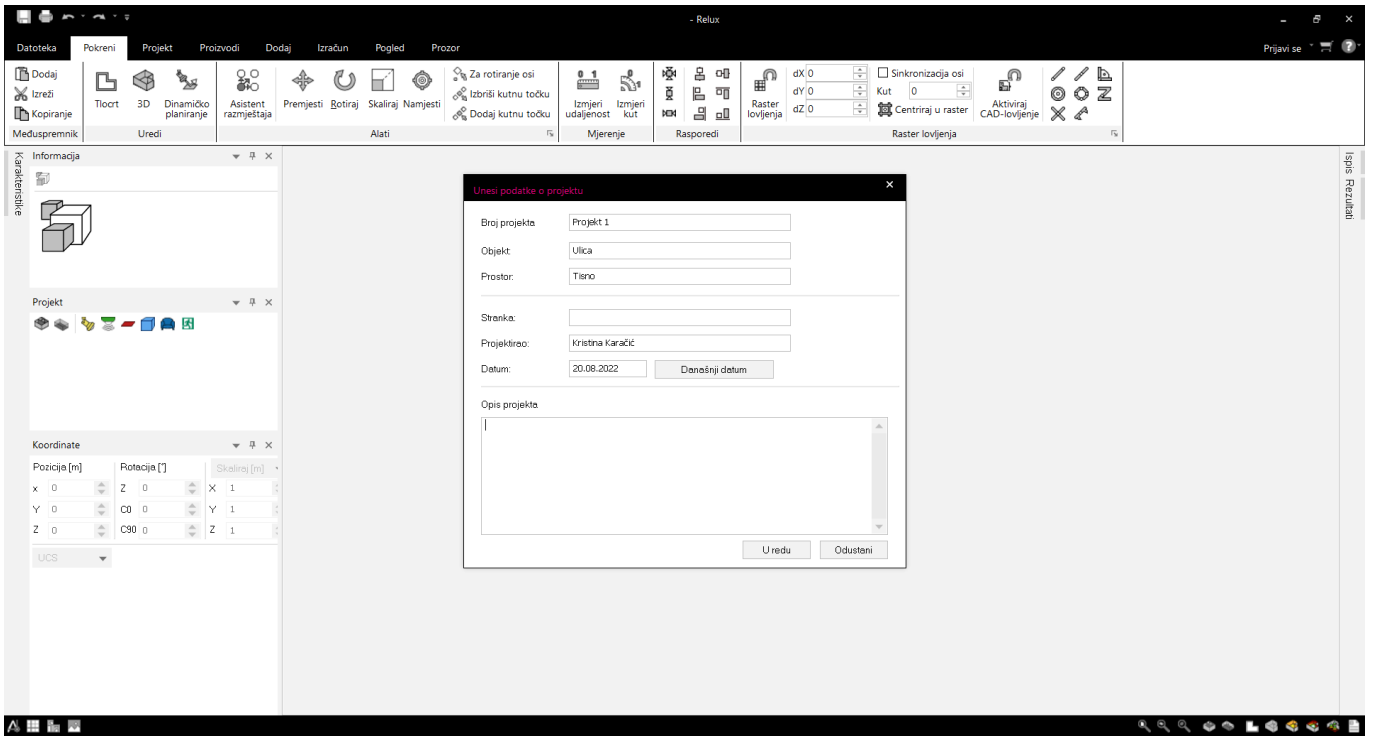 - Relux
Datoteka Pokreni Projekt Proizvodi Dodaj Izračun Pogled Prozor Prijavi se
Dodaj
Izreži
Kopiranje
Međuspremnik
Tlocrt 3D Dinamičko planiranje
Uredi
Asistent razmještaja
Premjesti Rotiraj Skaliraj Namjesti
Za rotiranje osi
Izbriši kutnu točku
Dodaj kutnu točku
Alati
Izmjeri udaljenost Izmjeri kut
Mjerenje
Rasporedi
Raster lovljenja
dX 0
dY 0
dZ 0
Sinkronizacija osi
Kut 0
Centriraj u raster
Aktiviraj CAD-lovljenje
Raster lovljenja
Karakteristike
Informacija
Projekt
Koordinate
Pozicija [m] Rotacija [°] Skaliraj [m]
x 0 Z 0 X 1
Y 0 C0 0 Y 1
Z 0 C90 0 Z 1
UCS
Unesi podatke o projektu
Broj projekta Projekt 1
Objekt Ulica
Prostor: Tisno
Stranka:
Projektirao: Kristina Karačić
Datum: 20.08.2022 Današnji datum
Opis projekta
U redu Odustani
Ispis Rezultati